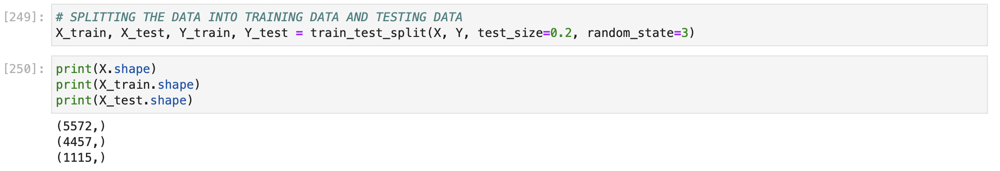 [249]: # SPLITTING THE DATA INTO TRAINING DATA AND TESTING DATA
X_train, X_test, Y_train, Y_test = train_test_split(X, Y, test_size=0.2, random_state=3)
[250]: print(X.shape)
print(X_train.shape)
print(X_test.shape)
(5572,)
(4457,)
(1115,)